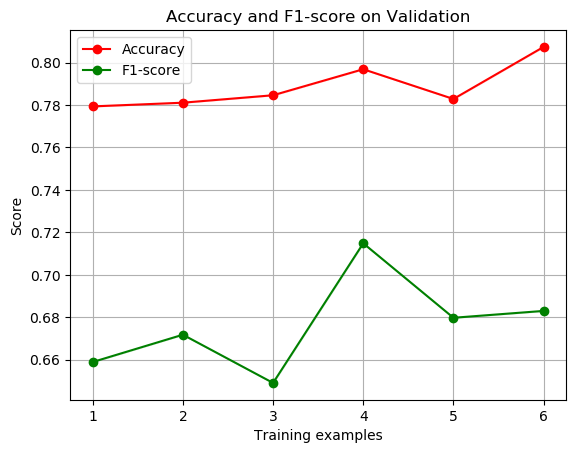 Accuracy and F1-score on Validation
Accuracy
F1-score
0.80
0.78
0.76
0.74
0.72
0.70
0.68
0.66
Score
1 2 3 4 5 6
Training examples